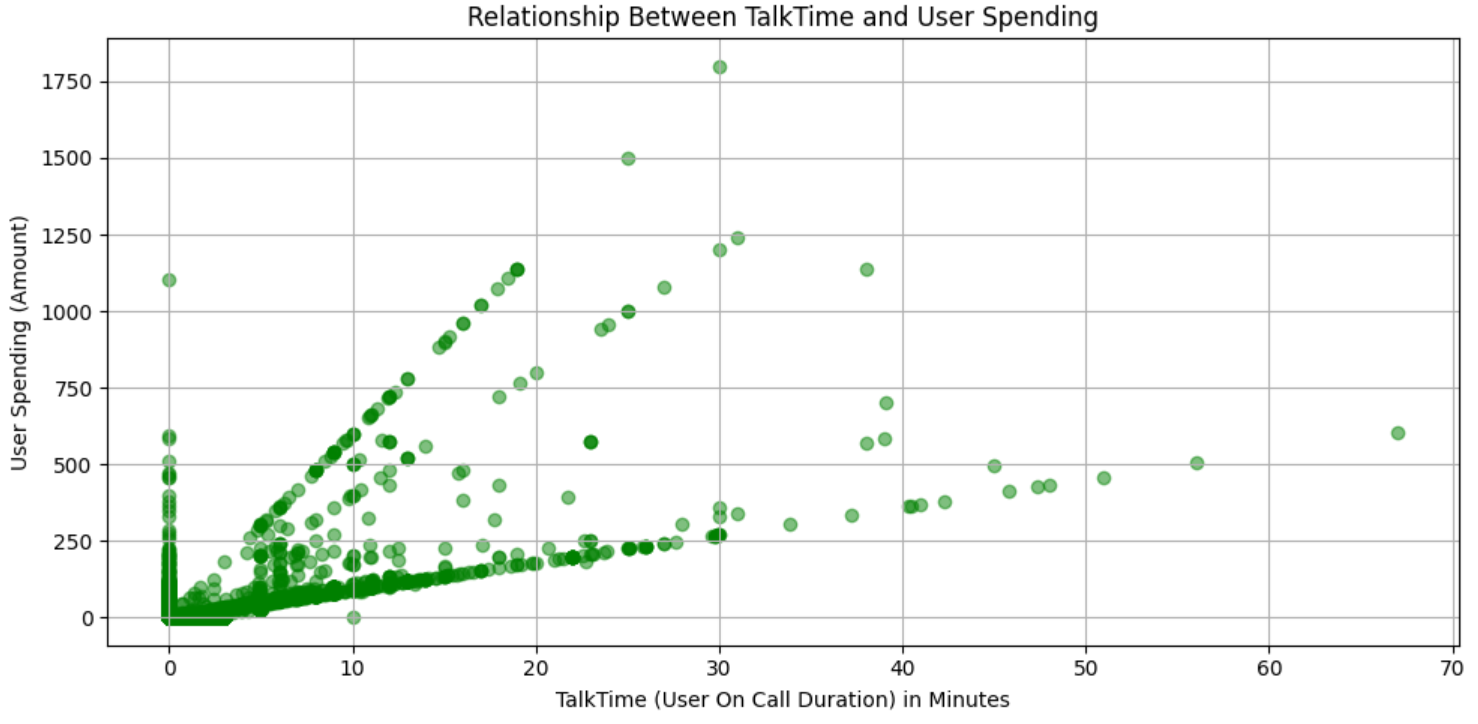 Relationship Between TalkTime and User Spending
User Spending (Amount)
1750
1500
1250
1000
750
500
250
0
0 10 20 30 40 50 60 70
TalkTime (User On Call Duration) in Minutes